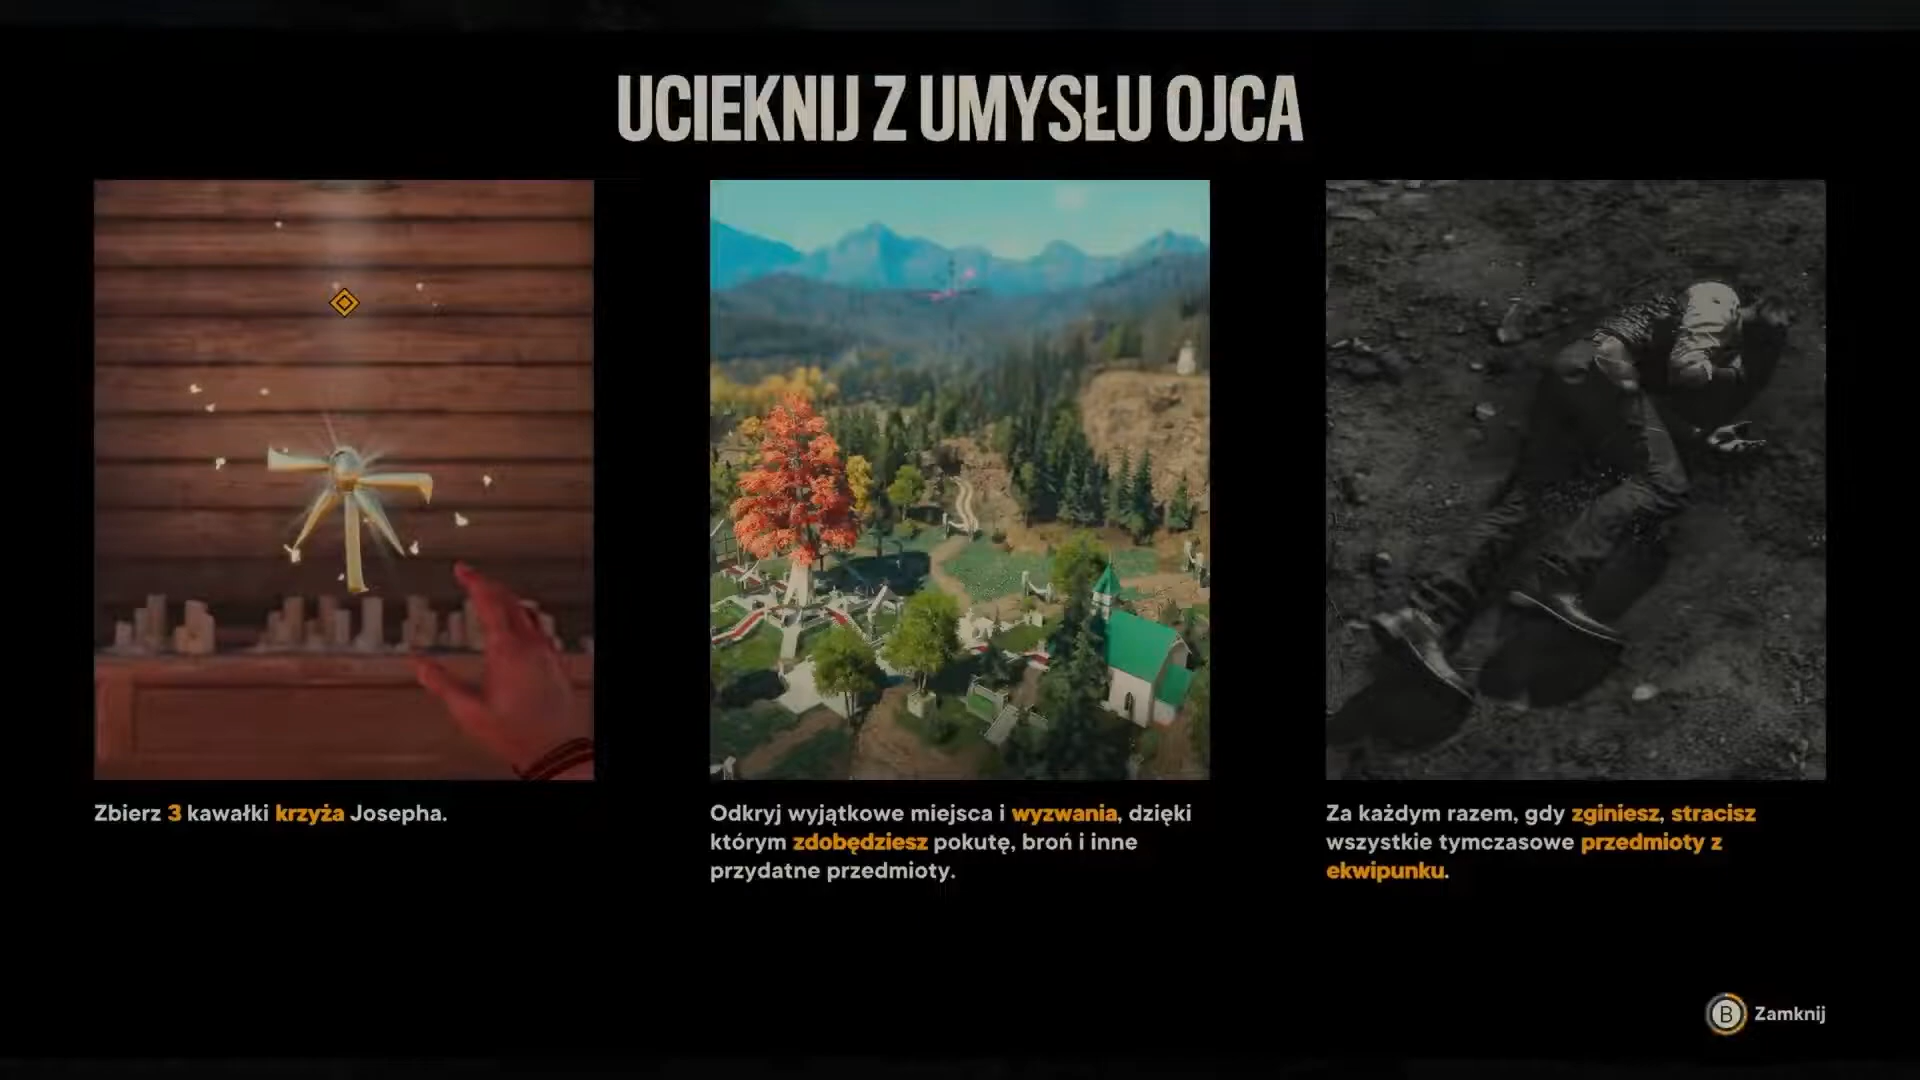 UCIEKNIJ Z UMYSŁU OJCA
Zbierz 3 kawałki krzyża Josepha.
Odkryj wyjątkowe miejsca i wyzwania, dzięki
którym zdobędziesz pokutę, broń i inne
przydatne przedmioty.
Za każdym razem, gdy zginiesz, stracisz
wszystkie tymczasowe przedmioty z
ekwipunku.
B Zamknij